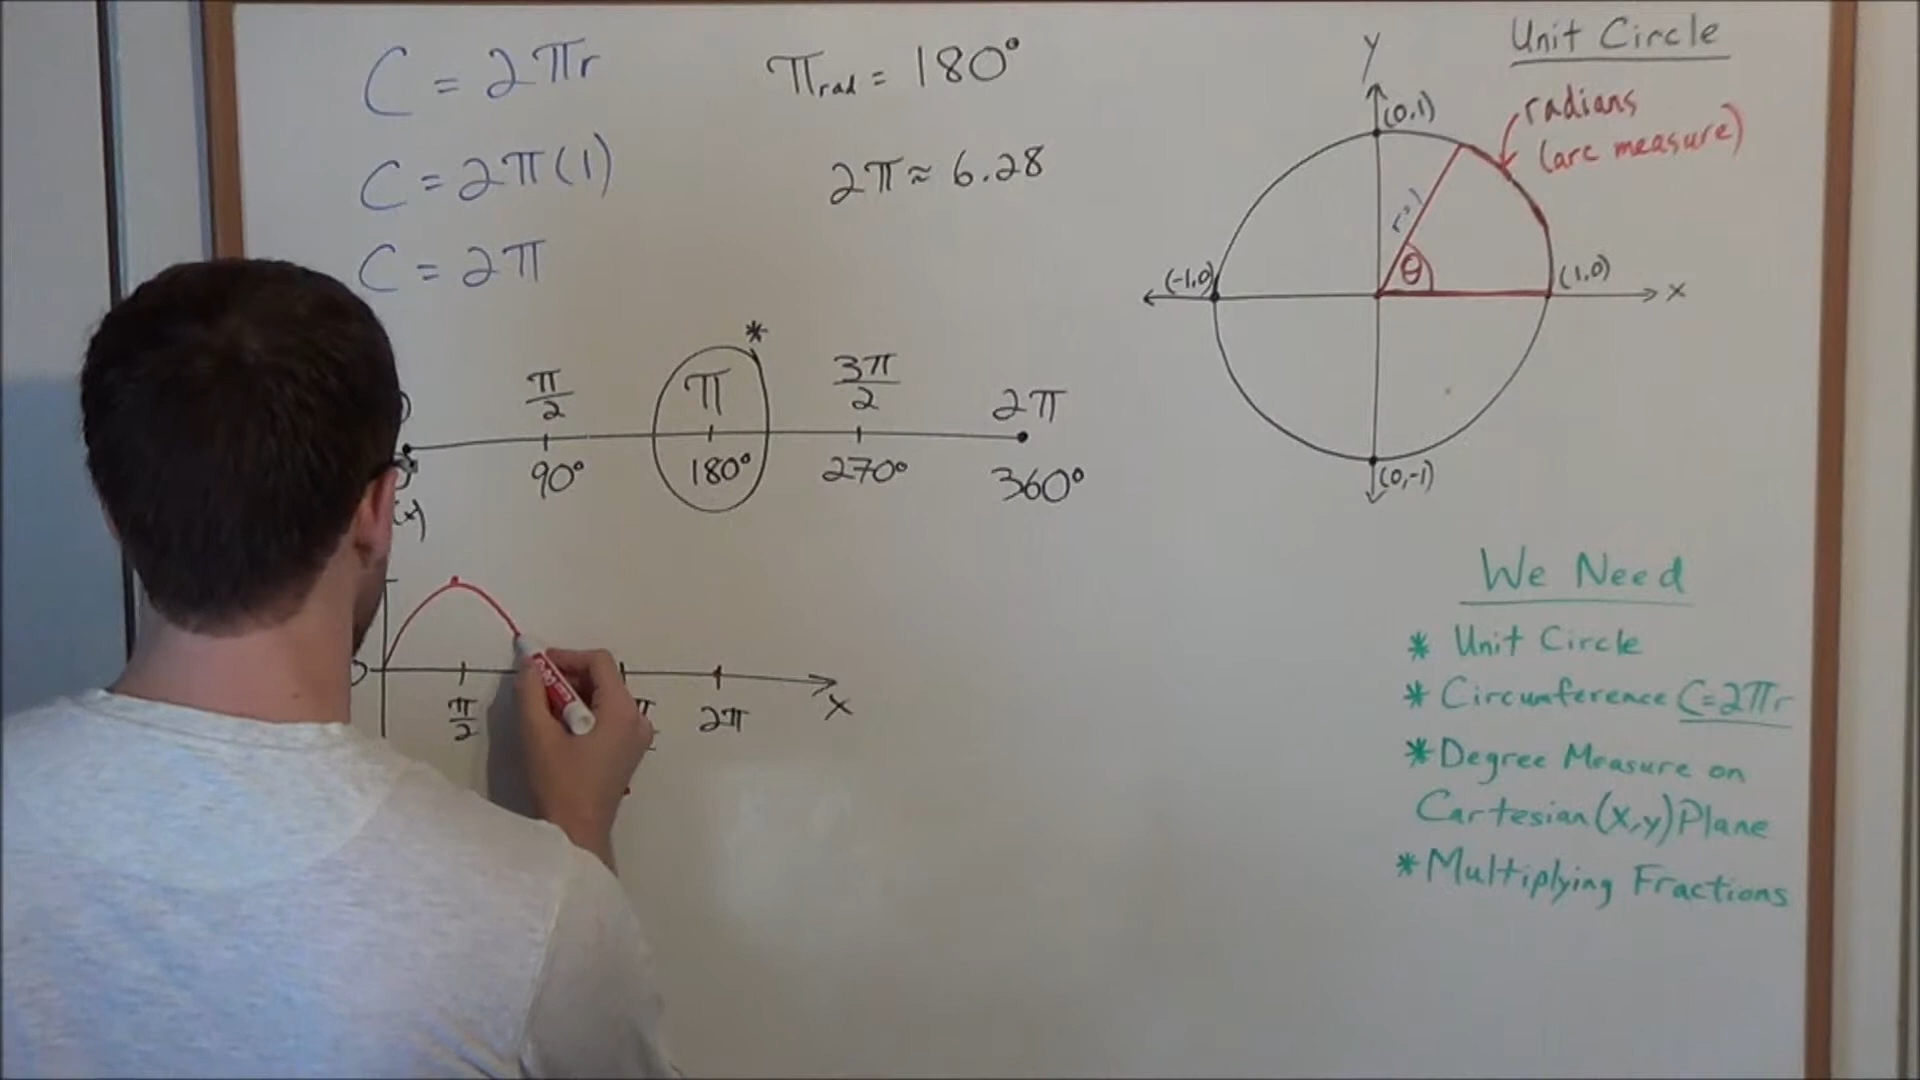 C = 2πr
C = 2π(1)
C = 2π
π rad = 180°
2π ≈ 6.28
π/2 π 3π/2 2π
*
90° 180° 270° 360°
(x)
π/2 2π x
Unit Circle
y
(0,1)
radians
(arc measure)
r=1
θ
(-1,0) (1,0) x
(0,-1)
We Need
* Unit Circle
* Circumference C=2πr
* Degree Measure on
Cartesian (x,y) Plane
* Multiplying Fractions